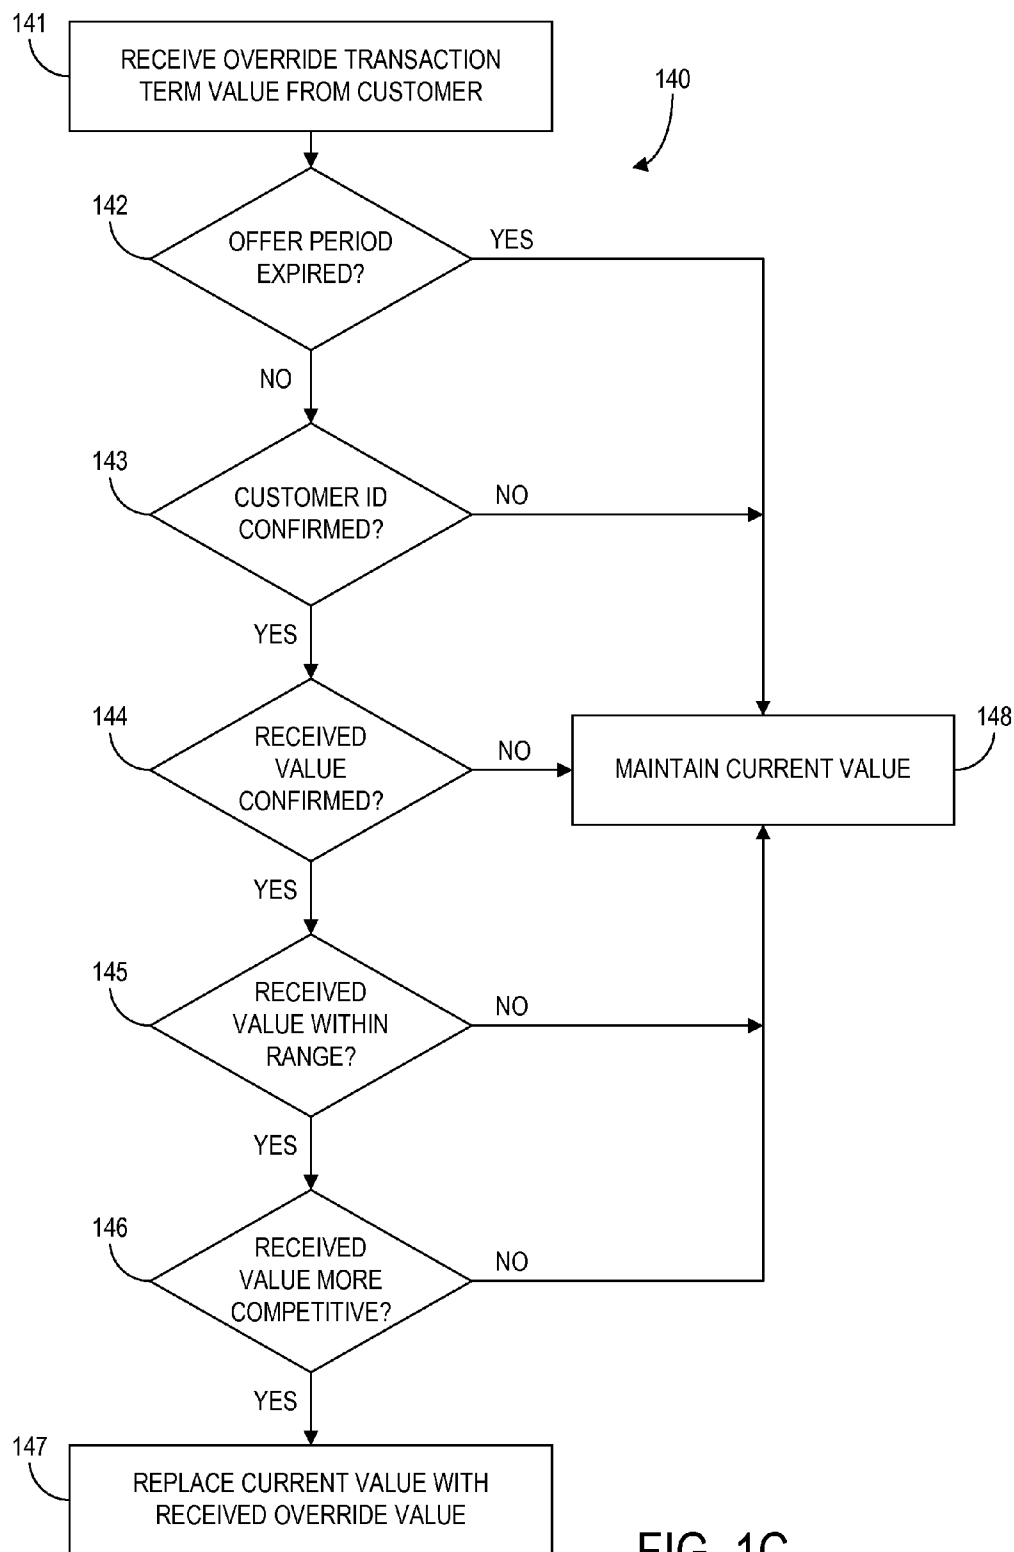 141
RECEIVE OVERRIDE TRANSACTION
TERM VALUE FROM CUSTOMER
140
142
OFFER PERIOD
EXPIRED?
YES
NO
143
CUSTOMER ID
CONFIRMED?
NO
YES
144
RECEIVED
VALUE
CONFIRMED?
NO
MAINTAIN CURRENT VALUE
148
YES
145
RECEIVED
VALUE WITHIN
RANGE?
NO
YES
146
RECEIVED
VALUE MORE
COMPETITIVE?
NO
YES
147
REPLACE CURRENT VALUE WITH
RECEIVED OVERRIDE VALUE
FIG. 1C